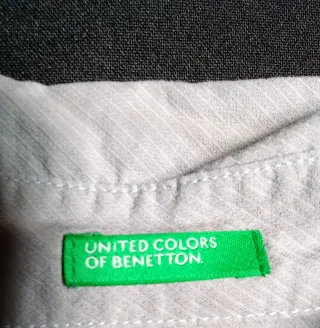 UNITED COLORS
OF BENETTON.